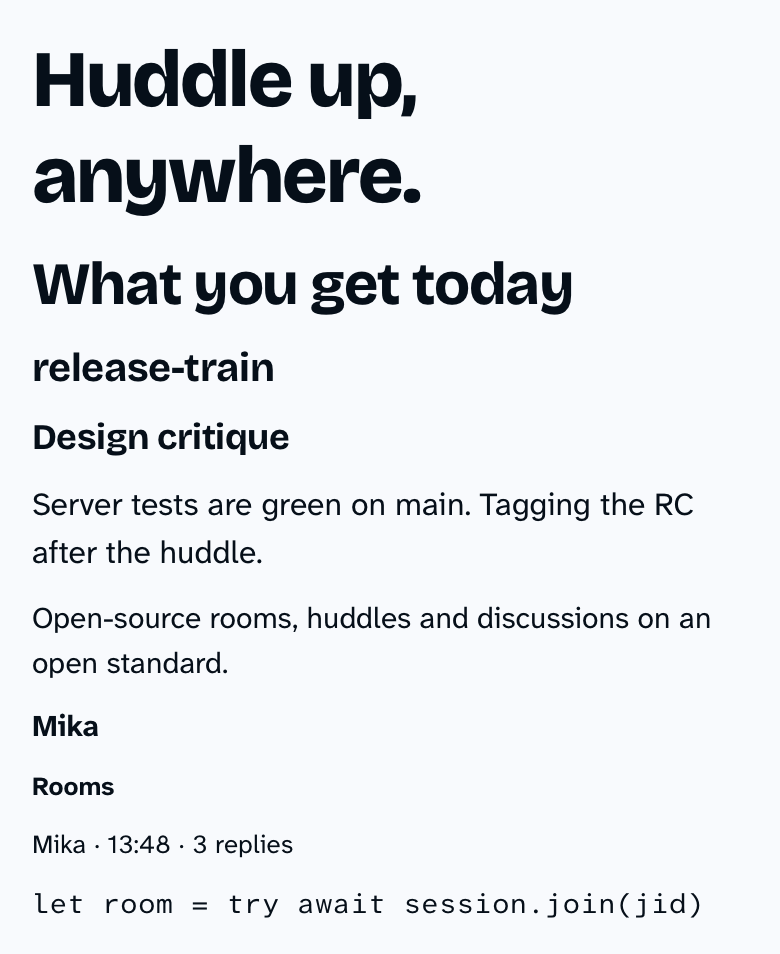 Huddle up,
anywhere.
What you get today
release-train
Design critique
Server tests are green on main. Tagging the RC
after the huddle.
Open-source rooms, huddles and discussions on an
open standard.
Mika
Rooms
Mika · 13:48 · 3 replies
let room = try await session.join(jid)